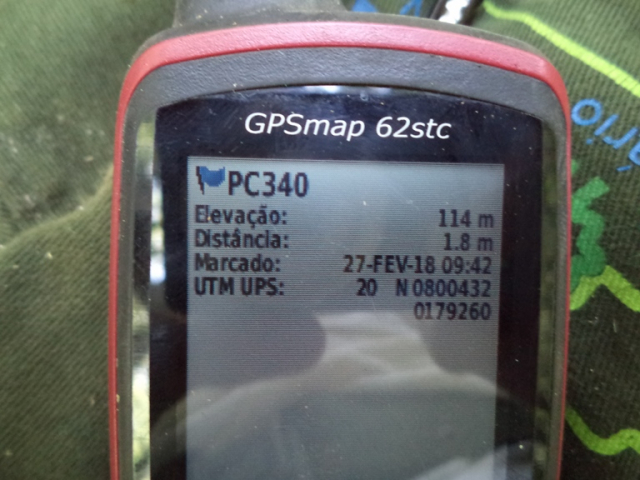 GPSmap 62stc
PC340
Elevação: 114 m
Distância: 1.8 m
Marcado: 27-FEV-18 09:42
UTM UPS: 20 N 0800432
0179260
ário